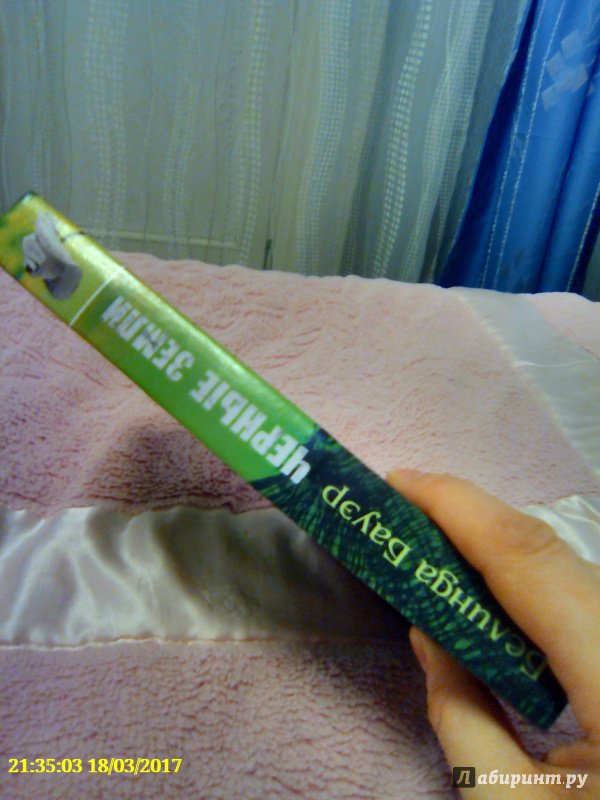 Белинда Бауэр
ЧЕРНЫЕ ЗЕМЛИ
21:35:03 18/03/2017
Лабиринт.ру